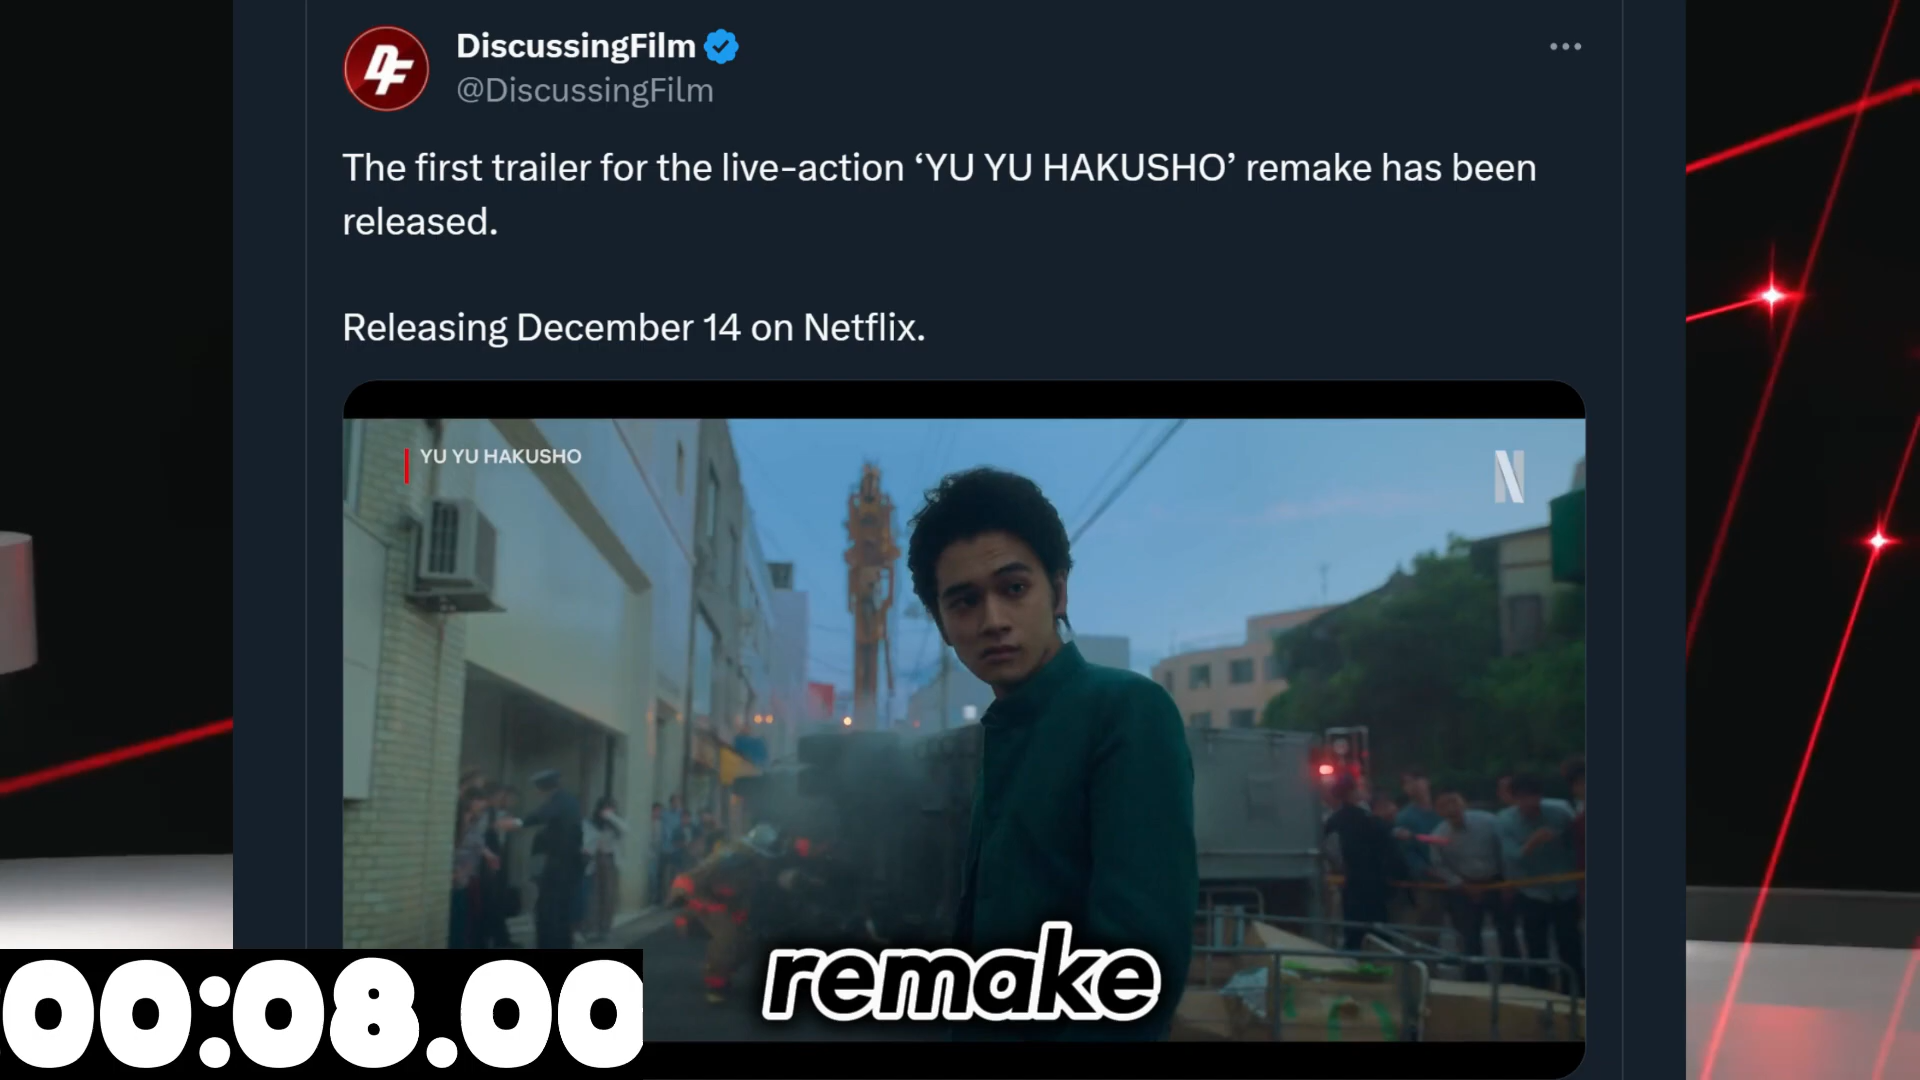 DF
DiscussingFilm
@DiscussingFilm
The first trailer for the live-action ‘YU YU HAKUSHO’ remake has been
released.
Releasing December 14 on Netflix.
YU YU HAKUSHO
N
remake
00:08.00